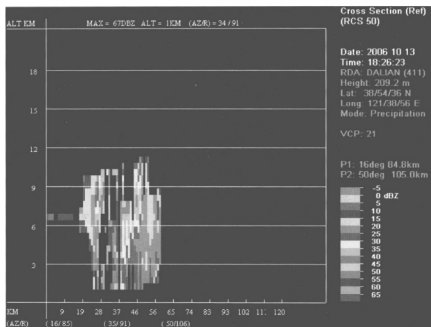 ALT KM MAX = 67DBZ ALT = 1KM (AZ/R) = 34 / 91
18
15
12
9
6
3
KM 9 19 28 37 46 56 65 74 83 93 102 111 120
(AZ/R) ( 16/ 85) ( 35/ 91) ( 50/106)
Cross Section (Ref)
(RCS 50)
Date: 2006 10 13
Time: 18:26:23
RDA: DALIAN (411)
Height: 209.2 m
Lat: 38/54/36 N
Long: 121/38/56 E
Mode: Precipitation
VCP: 21
P1: 16deg 84.8km
P2: 50deg 105.0km
-5
0 dBZ
5
10
15
20
25
30
35
40
45
50
55
60
65